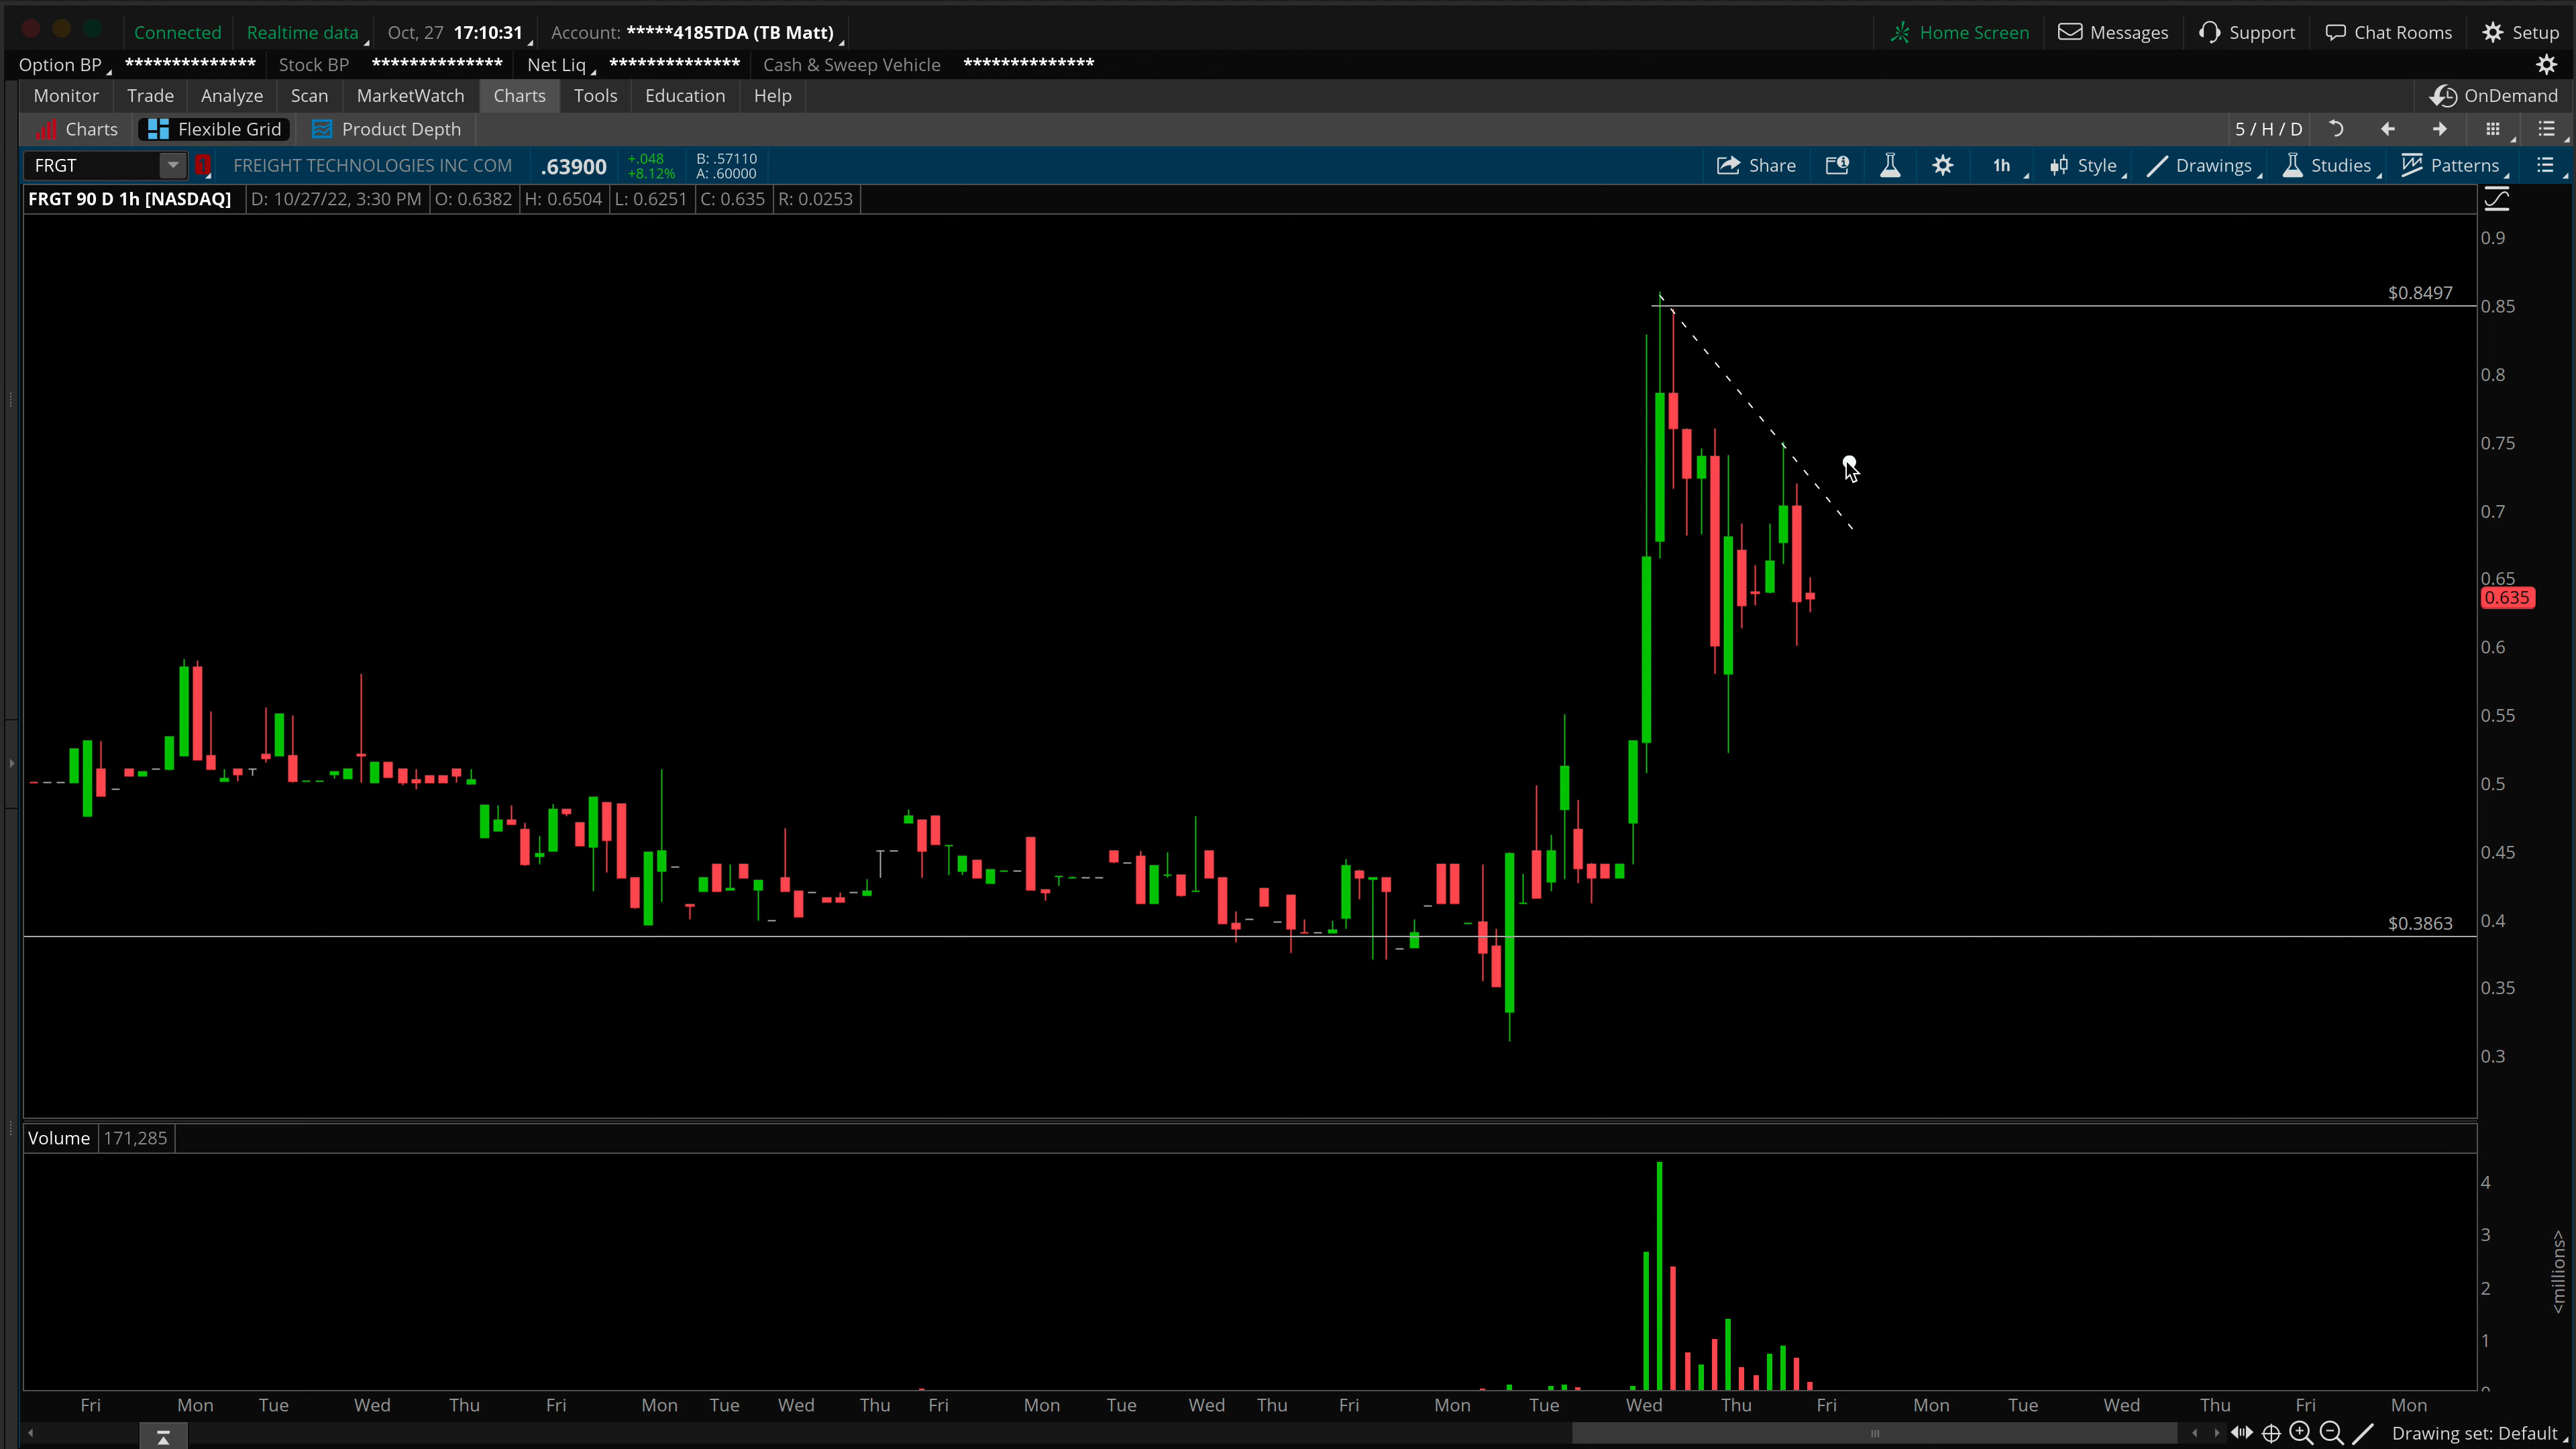 Connected Realtime data Oct, 27 17:10:31 Account: *****4185TDA (TB Matt) Home Screen Messages Support Chat Rooms Setup
Option BP ************** Stock BP ************** Net Liq ************** Cash & Sweep Vehicle **************
Monitor Trade Analyze Scan MarketWatch Charts Tools Education Help OnDemand
Charts Flexible Grid Product Depth 5 / H / D
FRGT 1 FREIGHT TECHNOLOGIES INC COM .63900 +.048 B: .57110 Share 1h Style Drawings Studies Patterns
+8.12% A: .60000
FRGT 90 D 1h [NASDAQ] D: 10/27/22, 3:30 PM O: 0.6382 H: 0.6504 L: 0.6251 C: 0.635 R: 0.0253
0.9
$0.8497
0.85
0.8
0.75
0.7
0.65
0.635
0.6
0.55
0.5
0.45
$0.3863 0.4
0.35
0.3
Volume 171,285
4
3
2
1
<millions>
0
Fri Mon Tue Wed Thu Fri Mon Tue Wed Thu Fri Mon Tue Wed Thu Fri Mon Tue Wed Thu Fri Mon Tue Wed Thu Fri Mon
Drawing set: Default